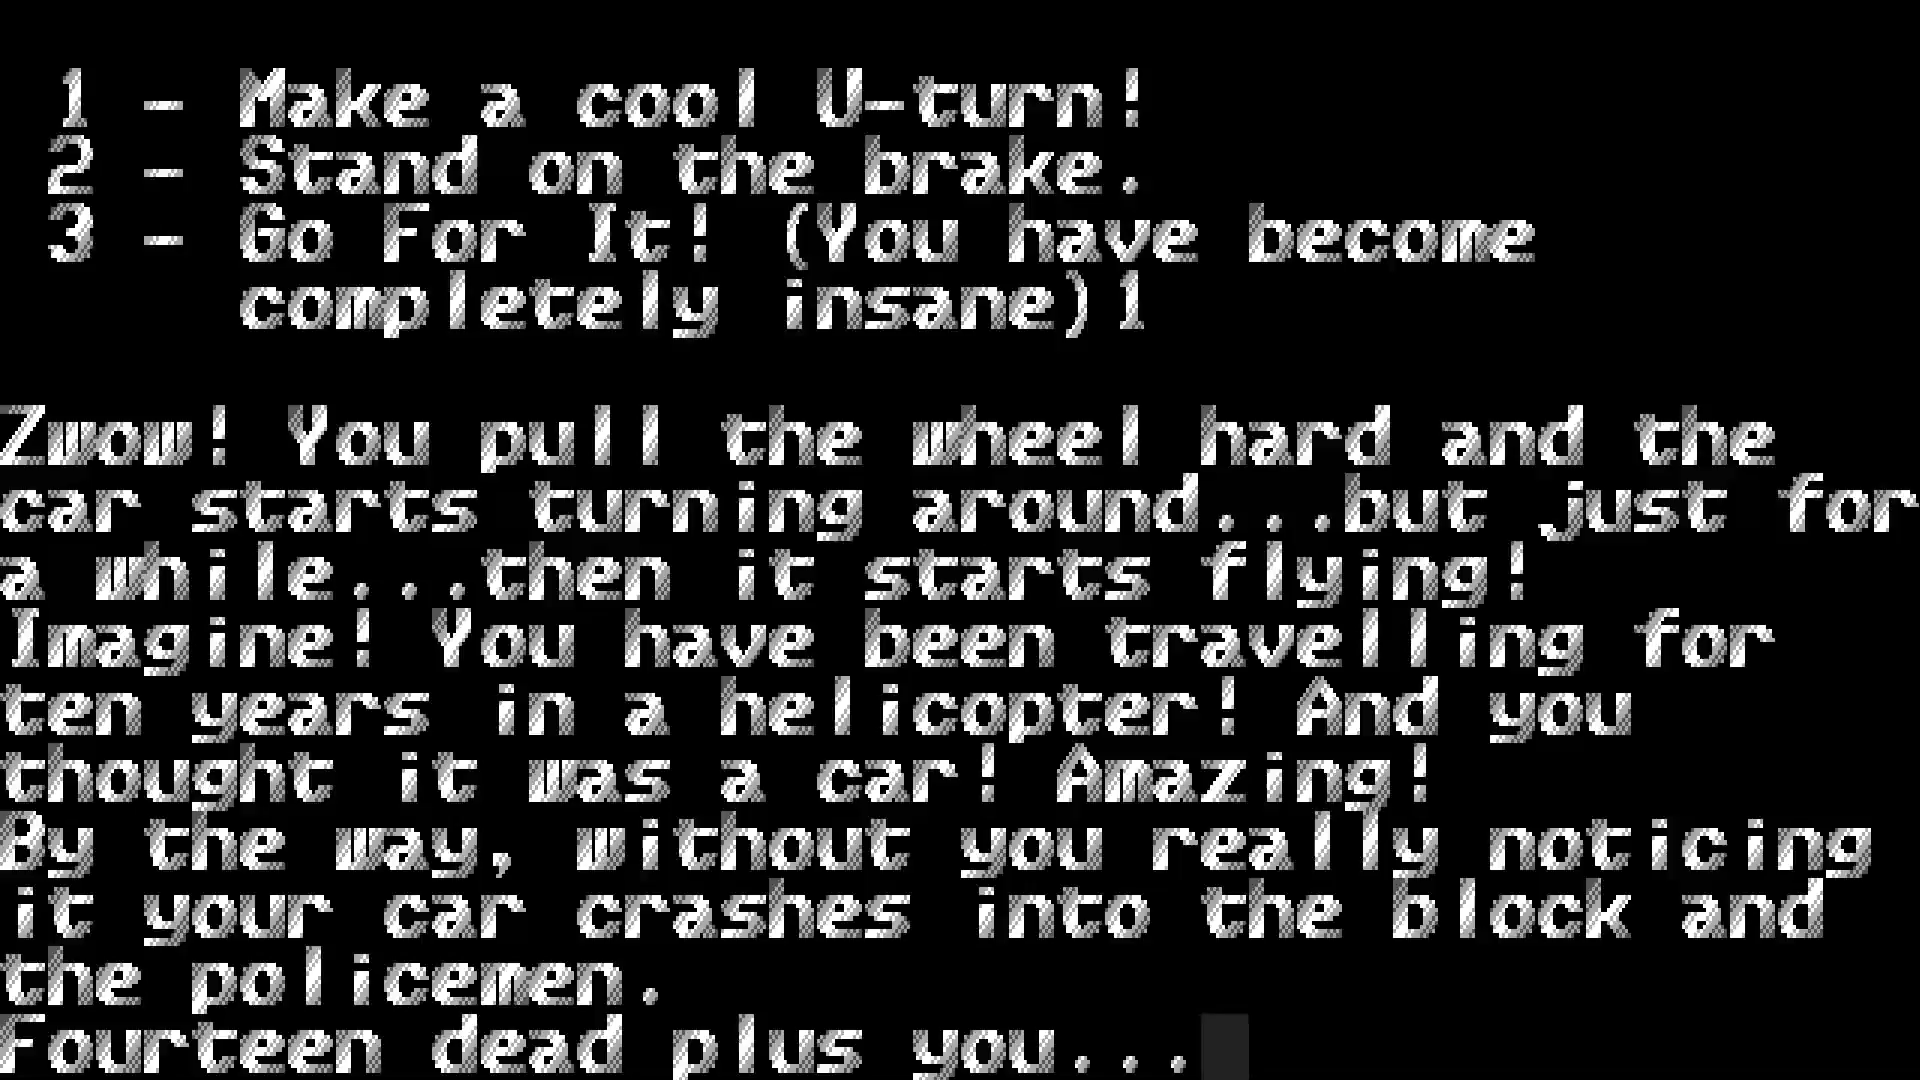 1 - Make a cool U-turn!
2 - Stand on the brake.
3 - Go For It! (You have become
completely insane)1
Zwow! You pull the wheel hard and the
car starts turning around...but just for
a while...then it starts flying!
Imagine! You have been travelling for
ten years in a helicopter! And you
thought it was a car! Amazing!
By the way, without you really noticing
it your car crashes into the block and
the policemen.
Fourteen dead plus you...